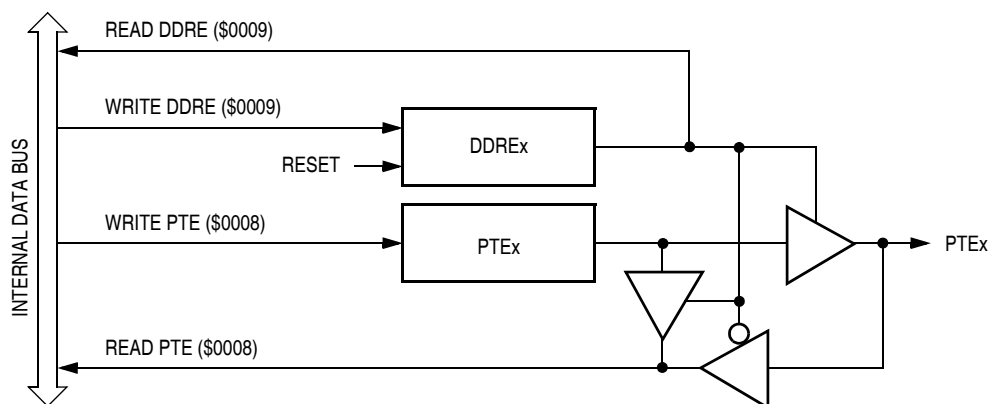 READ DDRE ($0009)
WRITE DDRE ($0009)
DDREx
RESET
WRITE PTE ($0008)
PTEx
PTEx
READ PTE ($0008)
INTERNAL DATA BUS